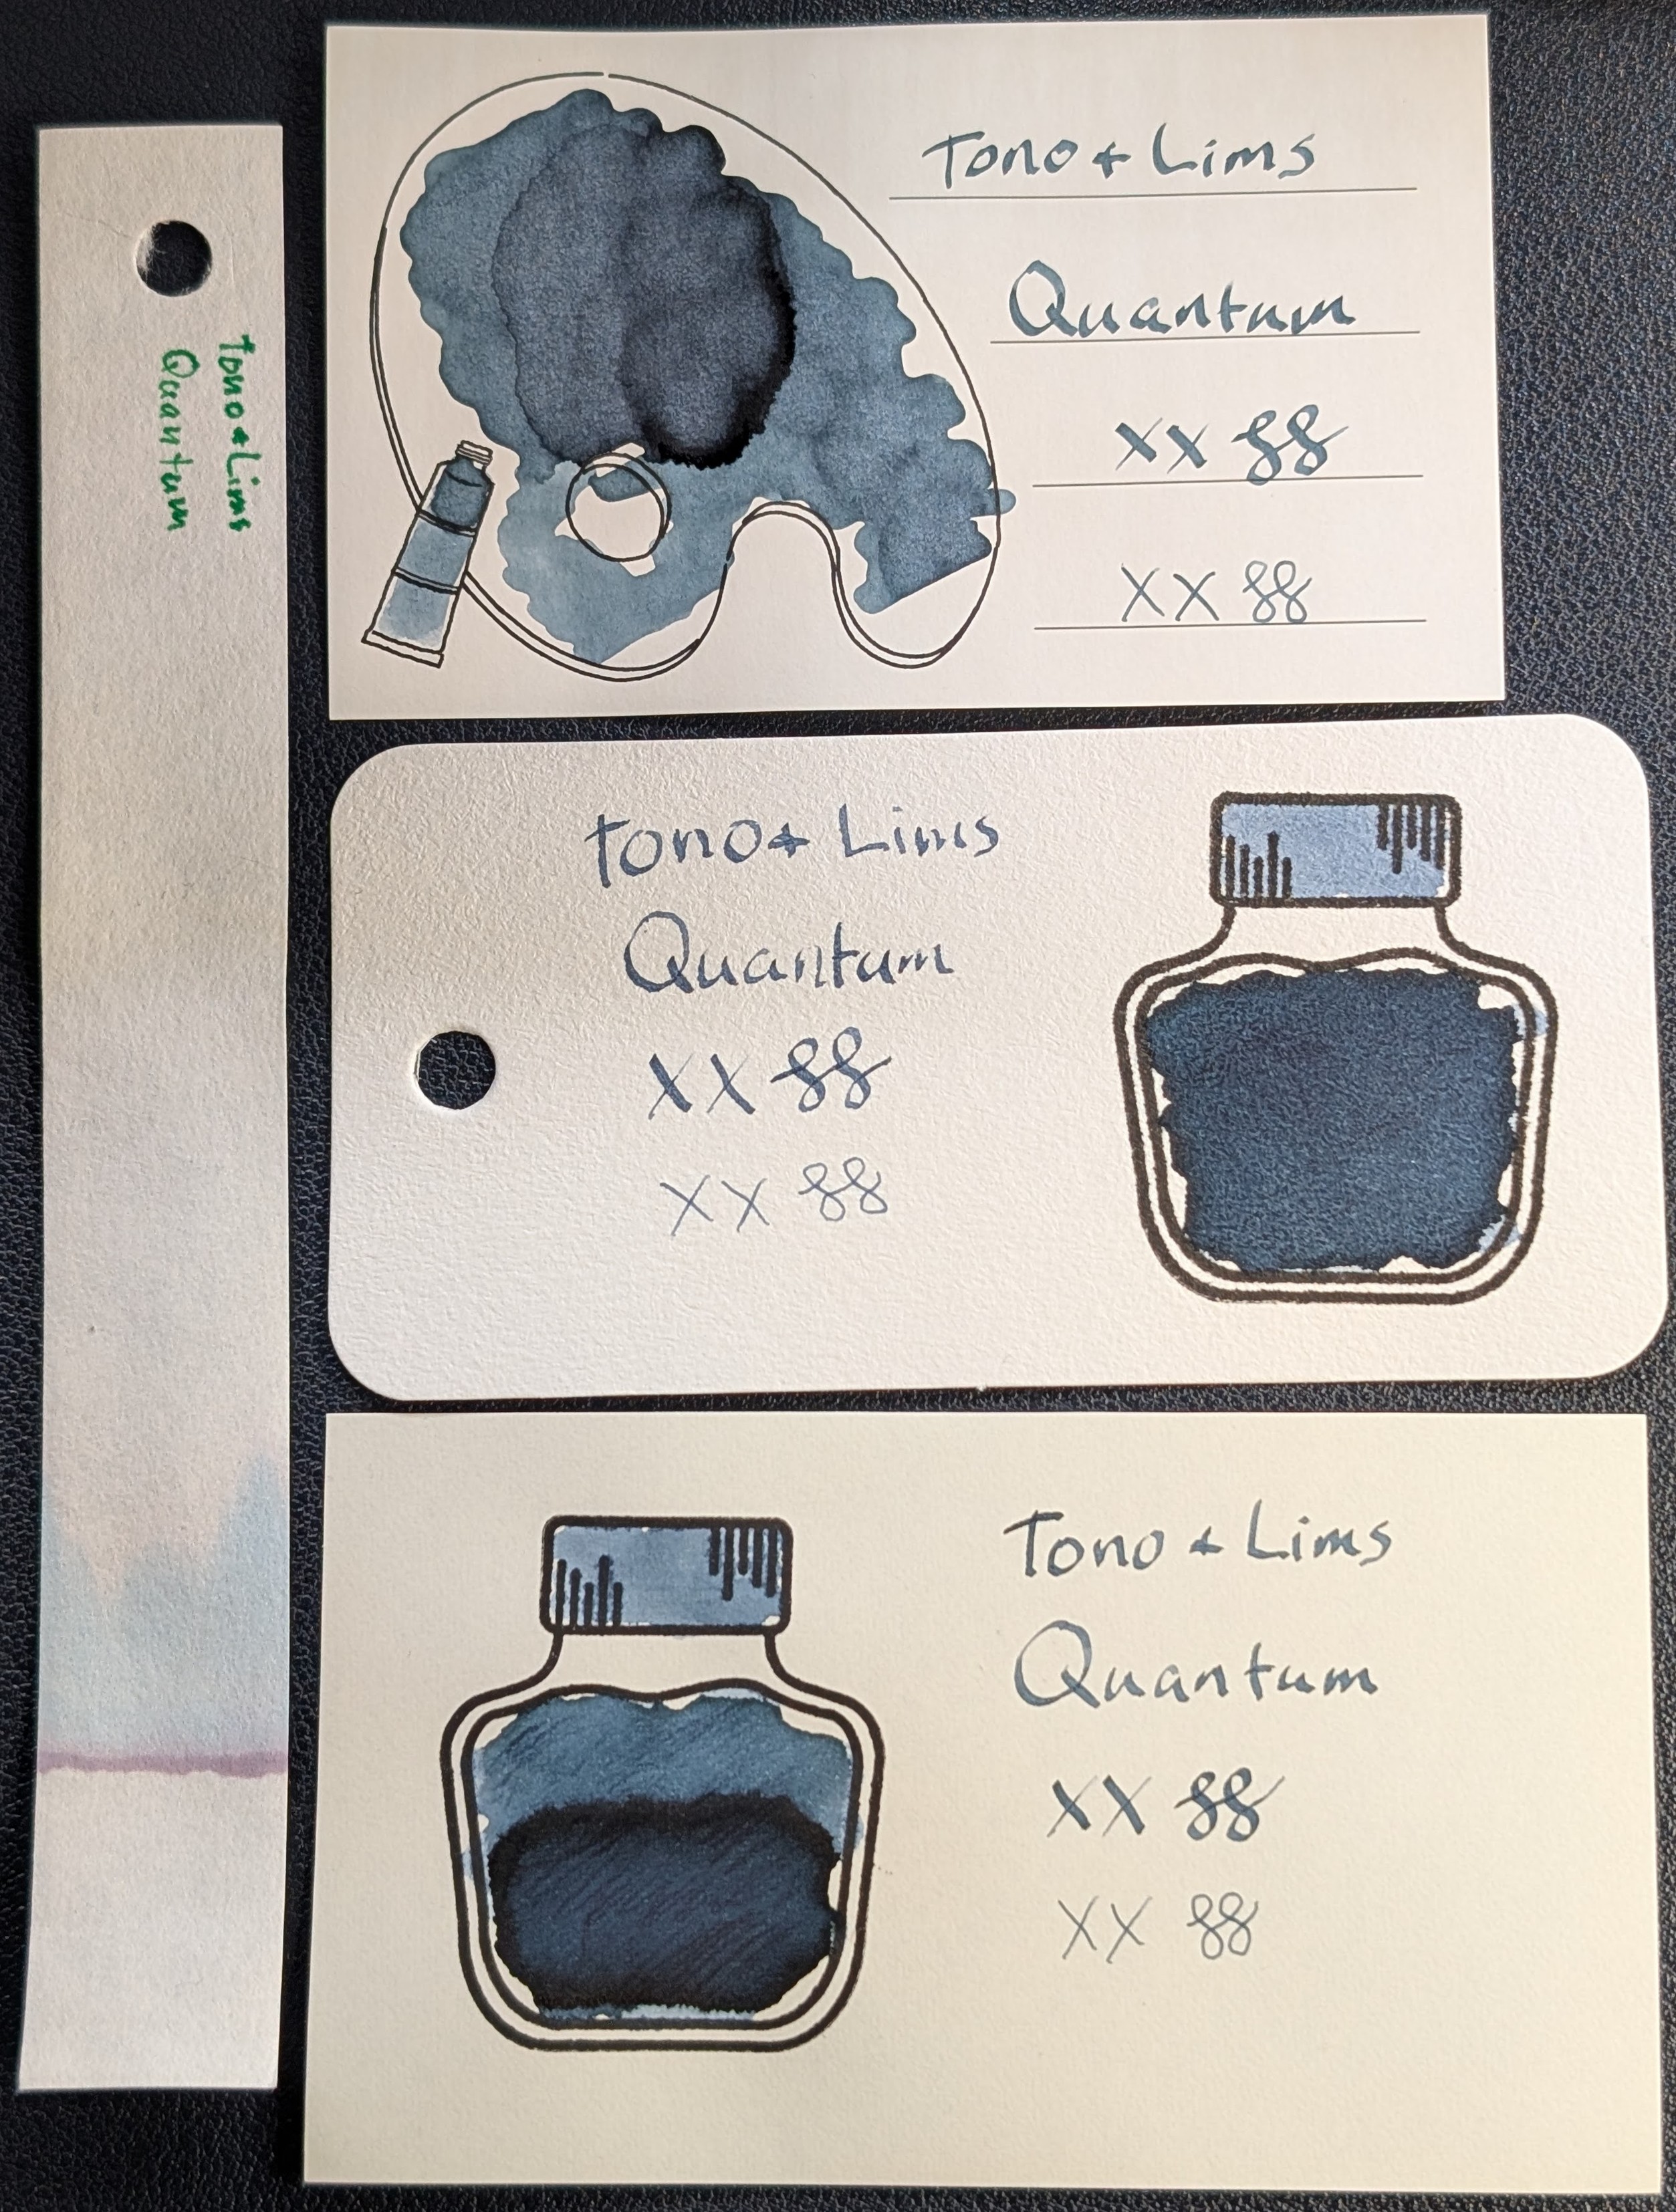 Tono + Lims
Quantum
Tono + Lims
Quantum
XX 88
XX 88
Tono + Lims
Quantum
XX 88
XX 88
Tono + Lims
Quantum
XX 88
XX 88